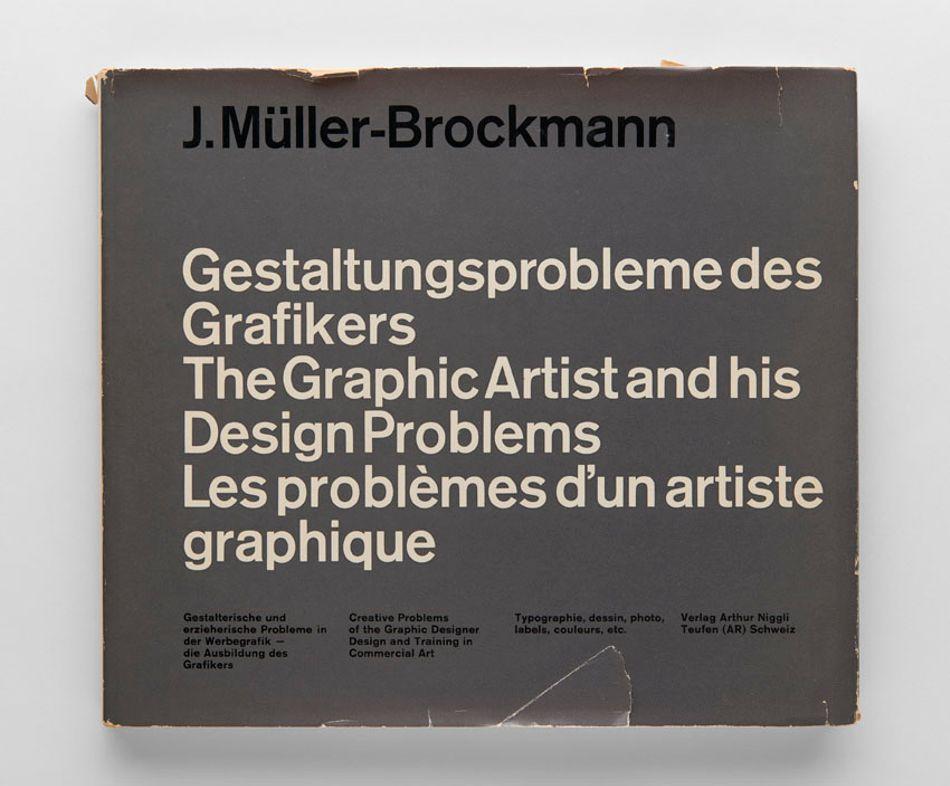 J. Müller-Brockmann
Gestaltungsprobleme des
Grafikers
The Graphic Artist and his
Design Problems
Les problèmes d'un artiste
graphique
Gestalterische und
erzieherische Probleme in
der Werbegrafik —
die Ausbildung des
Grafikers
Creative Problems
of the Graphic Designer
Design and Training in
Commercial Art
Typographie, dessin, photo,
labels, couleurs, etc.
Verlag Arthur Niggli
Teufen (AR) Schweiz